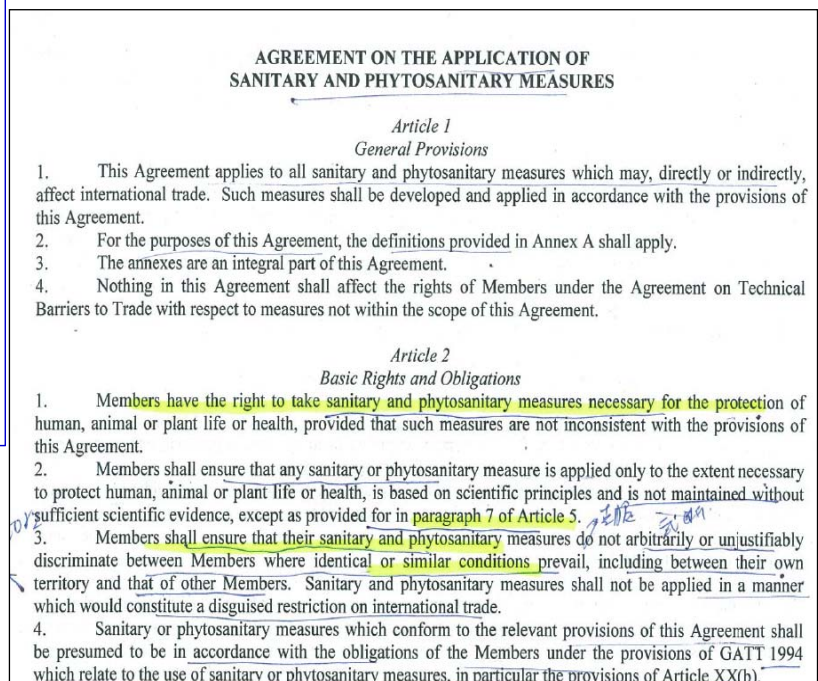 AGREEMENT ON THE APPLICATION OF
SANITARY AND PHYTOSANITARY MEASURES
Article 1
General Provisions
1. This Agreement applies to all sanitary and phytosanitary measures which may, directly or indirectly,
affect international trade. Such measures shall be developed and applied in accordance with the provisions of
this Agreement.
2. For the purposes of this Agreement, the definitions provided in Annex A shall apply.
3. The annexes are an integral part of this Agreement.
4. Nothing in this Agreement shall affect the rights of Members under the Agreement on Technical
Barriers to Trade with respect to measures not within the scope of this Agreement.
Article 2
Basic Rights and Obligations
1. Members have the right to take sanitary and phytosanitary measures necessary for the protection of
human, animal or plant life or health, provided that such measures are not inconsistent with the provisions of
this Agreement.
2. Members shall ensure that any sanitary or phytosanitary measure is applied only to the extent necessary
to protect human, animal or plant life or health, is based on scientific principles and is not maintained without
sufficient scientific evidence, except as provided for in paragraph 7 of Article 5.
3. Members shall ensure that their sanitary and phytosanitary measures do not arbitrarily or unjustifiably
discriminate between Members where identical or similar conditions prevail, including between their own
territory and that of other Members. Sanitary and phytosanitary measures shall not be applied in a manner
which would constitute a disguised restriction on international trade.
4. Sanitary or phytosanitary measures which conform to the relevant provisions of this Agreement shall
be presumed to be in accordance with the obligations of the Members under the provisions of GATT 1994
which relate to the use of sanitary or phytosanitary measures, in particular the provisions of Article XX(b).